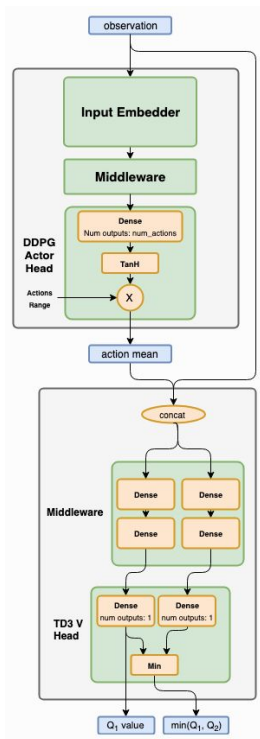 observation
Input Embedder
Middleware
DDPG
Actor
Head
Dense
Num outputs: num_actions
TanH
Actions
Range
X
action mean
concat
Middleware
Dense
Dense
Dense
Dense
TD3 V
Head
Dense
num outputs: 1
Dense
num outputs: 1
Min
Q1 value
min(Q1, Q2)